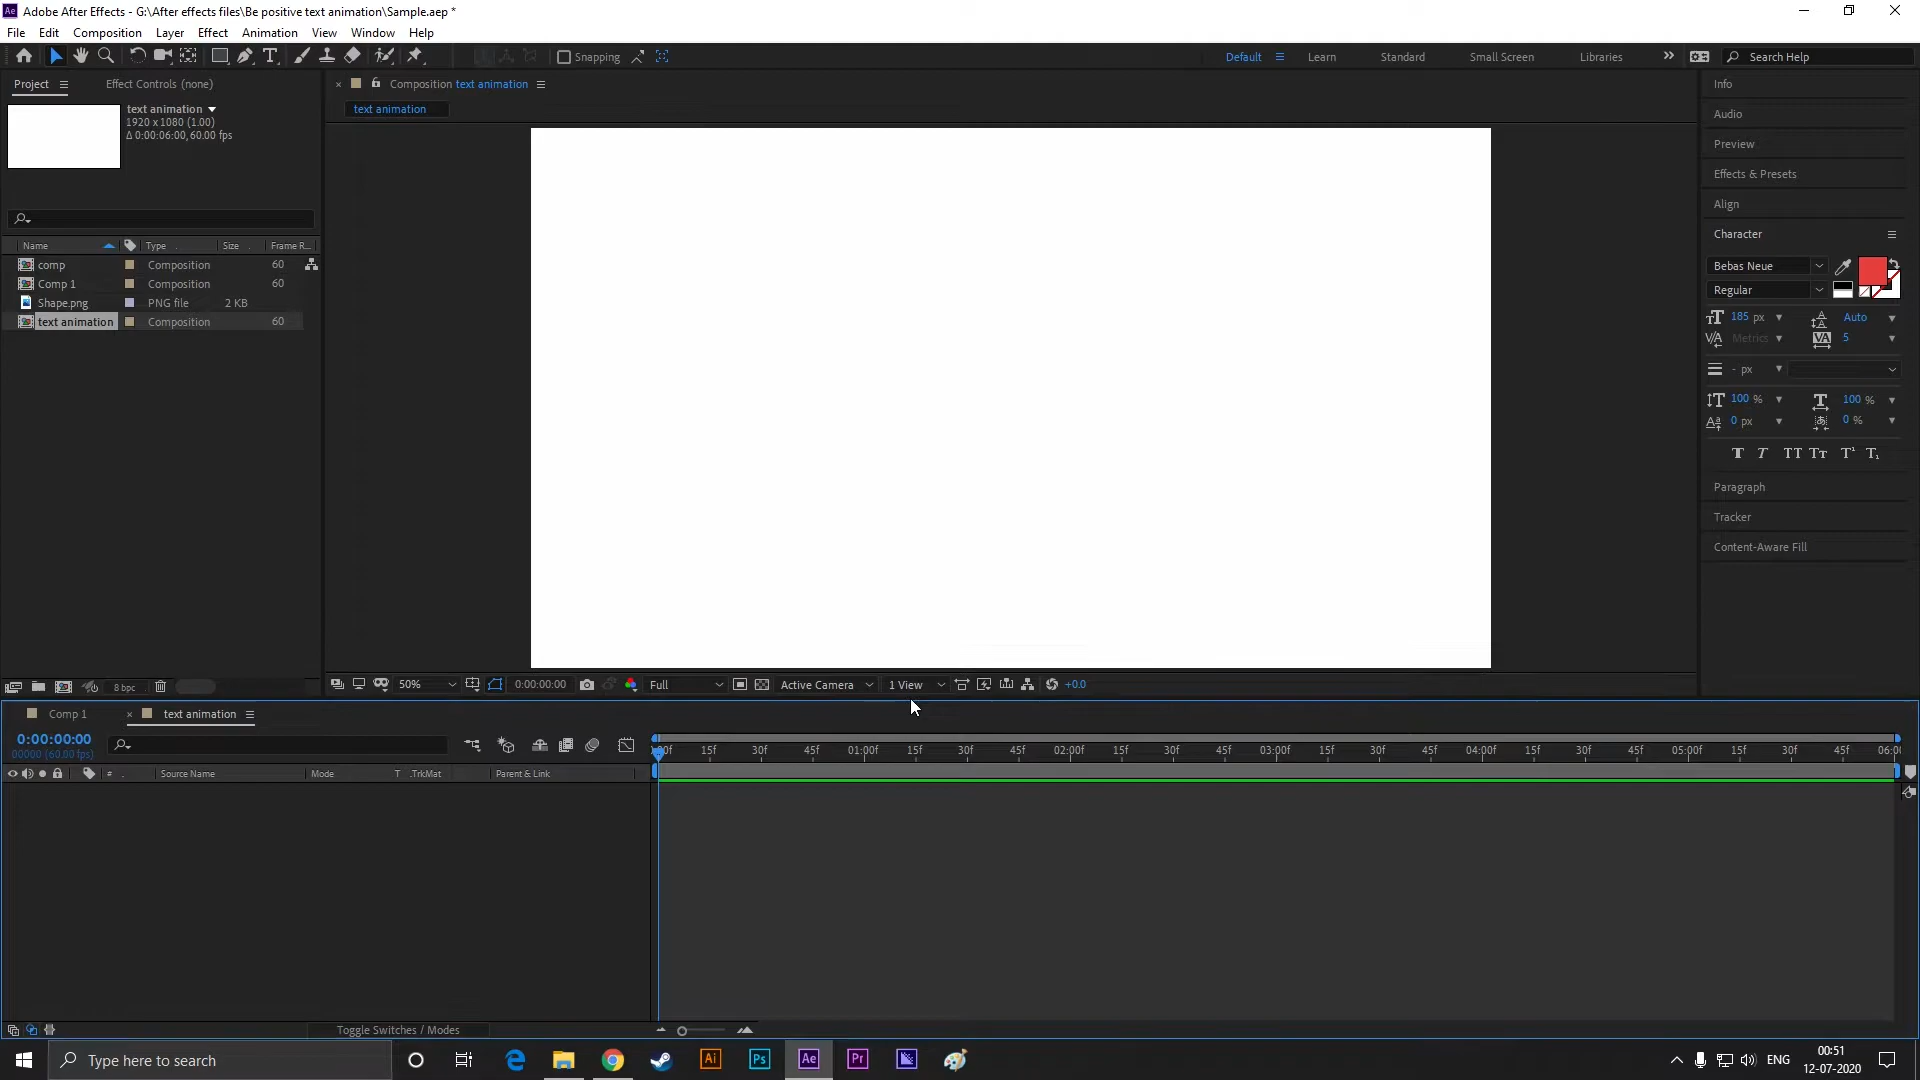 Adobe After Effects - G:\After effects files\Be positive text animation\Sample.aep *
File Edit Composition Layer Effect Animation View Window Help
Snapping
Default Learn Standard Small Screen Libraries Search Help
Project Effect Controls (none)
text animation
1920 x 1080 (1.00)
Δ 0:00:06:00, 60.00 fps
Name Type Size Frame R...
comp Composition 60
Comp 1 Composition 60
Shape.png PNG file 2 KB
text animation Composition 60
8 bpc
Composition text animation
text animation
50% 0:00:00:00 Full Active Camera 1 View +0.0
Info
Audio
Preview
Effects & Presets
Align
Character
Bebas Neue
Regular
185 px Auto
Metrics 5
- px
100 % 100 %
0 px 0 %
Paragraph
Tracker
Content-Aware Fill
Comp 1 text animation
0:00:00:00
00000 (60.00 fps)
15f 30f 45f 01:00f 15f 30f 45f 02:00f 15f 30f 45f 03:00f 15f 30f 45f 04:00f 15f 30f 45f 05:00f 15f 30f 45f
# Source Name Mode T .TrkMat Parent & Link
Toggle Switches / Modes
Type here to search
Ai Ps Ae Pr
ENG
00:51
12-07-2020